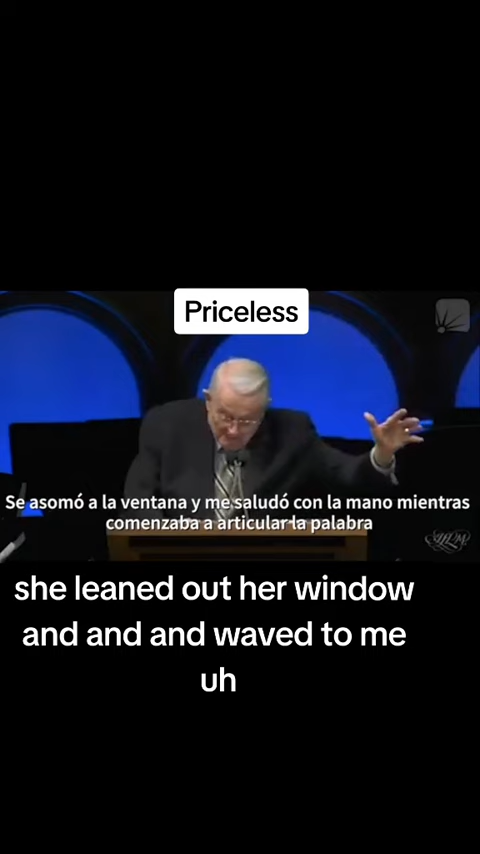 Priceless
Se asomó a la ventana y me saludó con la mano mientras
comenzaba a articular la palabra
she leaned out her window
and and and waved to me
uh